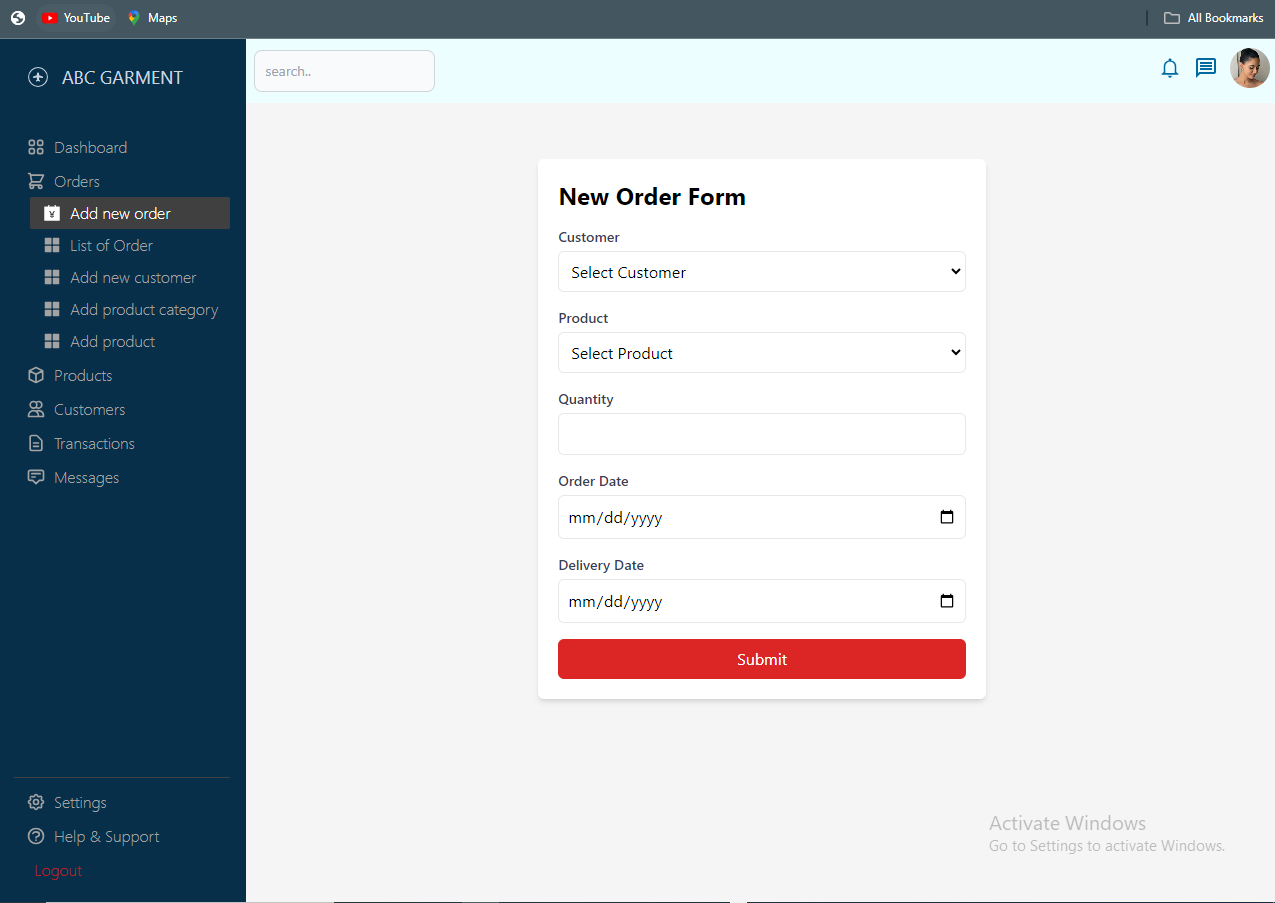 YouTube
Maps
All Bookmarks
ABC GARMENT
search..
Dashboard
Orders
Add new order
List of Order
Add new customer
Add product category
Add product
Products
Customers
Transactions
Messages
Settings
Help & Support
Logout
New Order Form
Customer
Select Customer
Product
Select Product
Quantity
Order Date
mm/dd/yyyy
Delivery Date
mm/dd/yyyy
Submit
Activate Windows
Go to Settings to activate Windows.